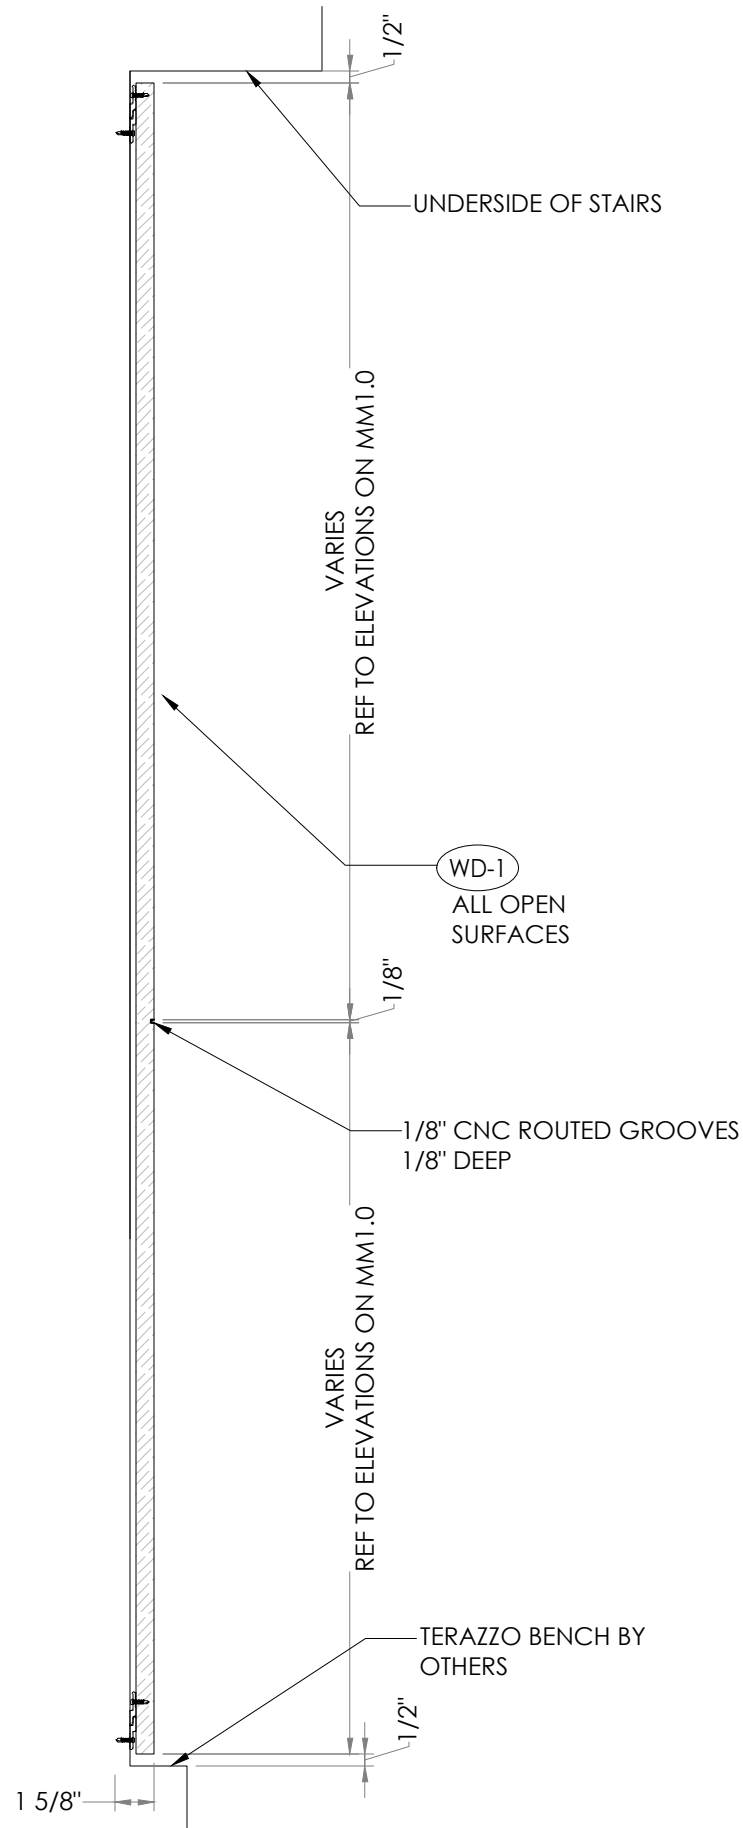 1/2"
UNDERSIDE OF STAIRS
VARIES
REF TO ELEVATIONS ON MM1.0
WD-1
ALL OPEN
SURFACES
1/8"
1/8" CNC ROUTED GROOVES
1/8" DEEP
VARIES
REF TO ELEVATIONS ON MM1.0
TERAZZO BENCH BY
OTHERS
1/2"
1 5/8"